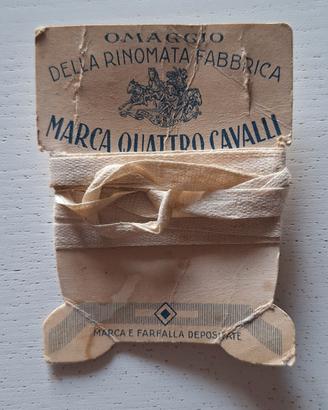 OMAGGIO
DELLA RINOMATA FABBRICA
MARCA QUATTRO CAVALLI
MARCA E FARFALLA DEPOSITATE